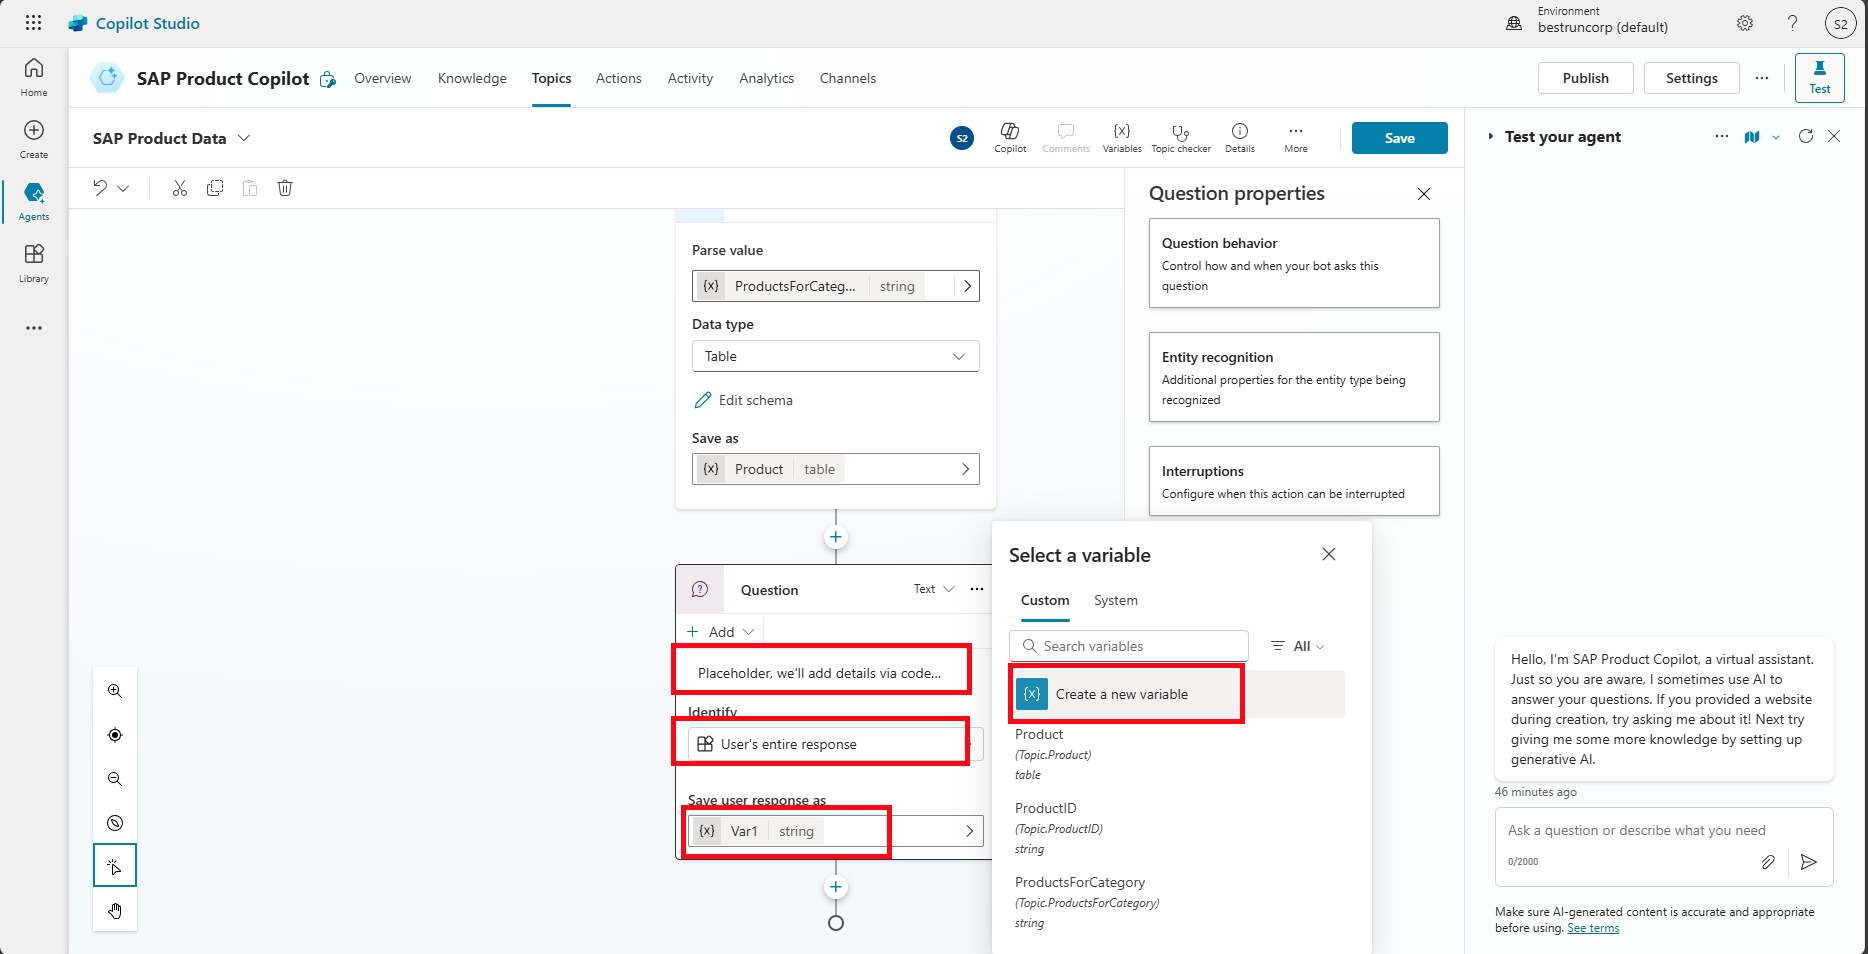 Copilot Studio
Environment
bestruncorp (default)
S2
Home
Create
Agents
Library
SAP Product Copilot
Overview
Knowledge
Topics
Actions
Activity
Analytics
Channels
Publish
Settings
Test
SAP Product Data
S2
Copilot
Comments
Variables
Topic checker
Details
More
Save
Parse value
{x} ProductsForCateg... string
Data type
Table
Edit schema
Save as
{x} Product table
Question
Text
Add
Placeholder, we'll add details via code...
Identify
User's entire response
Save user response as
{x} Var1 string
Question properties
Question behavior
Control how and when your bot asks this
question
Entity recognition
Additional properties for the entity type being
recognized
Interruptions
Configure when this action can be interrupted
Select a variable
Custom
System
Search variables
All
{x} Create a new variable
Product
(Topic.Product)
table
ProductID
(Topic.ProductID)
string
ProductsForCategory
(Topic.ProductsForCategory)
string
Test your agent
Hello, I'm SAP Product Copilot, a virtual assistant.
Just so you are aware, I sometimes use AI to
answer your questions. If you provided a website
during creation, try asking me about it! Next try
giving me some more knowledge by setting up
generative AI.
46 minutes ago
Ask a question or describe what you need
0/2000
Make sure AI-generated content is accurate and appropriate
before using. See terms